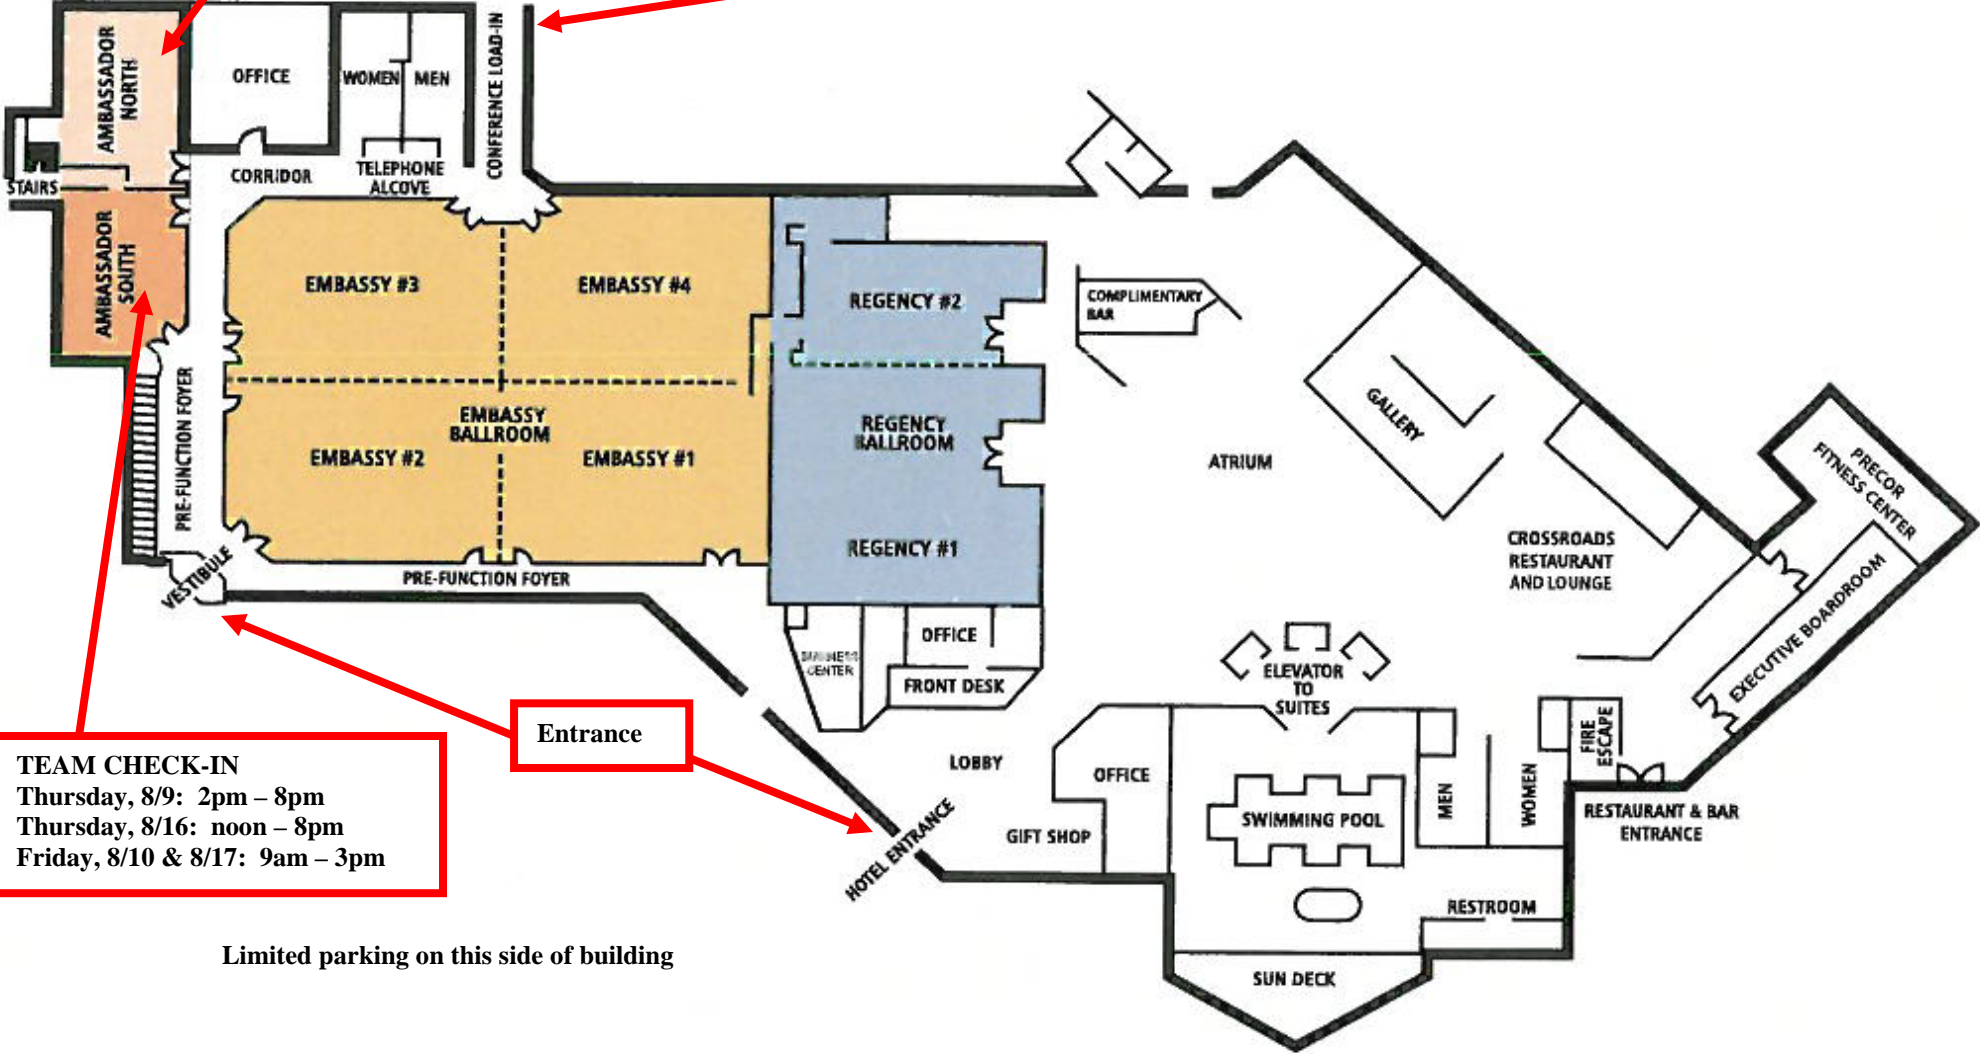 AMBASSADOR
NORTH
OFFICE
WOMEN
MEN
CONFERENCE LOAD-IN
STAIRS
CORRIDOR
TELEPHONE
ALCOVE
AMBASSADOR
SOUTH
EMBASSY #3
EMBASSY #4
REGENCY #2
COMPLIMENTARY
BAR
PRE-FUNCTION FOYER
EMBASSY
BALLROOM
REGENCY
BALLROOM
GALLERY
ATRIUM
EMBASSY #2
EMBASSY #1
REGENCY #1
PRECOR
FITNESS CENTER
CROSSROADS
RESTAURANT
AND LOUNGE
VESTIBULE
PRE-FUNCTION FOYER
EXECUTIVE BOARDROOM
BUSINESS
CENTER
OFFICE
FRONT DESK
ELEVATOR
TO
SUITES
Entrance
FIRE
ESCAPE
TEAM CHECK-IN
Thursday, 8/9: 2pm – 8pm
Thursday, 8/16: noon – 8pm
Friday, 8/10 & 8/17: 9am – 3pm
LOBBY
OFFICE
GIFT SHOP
HOTEL ENTRANCE
SWIMMING POOL
MEN
WOMEN
RESTAURANT & BAR
ENTRANCE
RESTROOM
SUN DECK
Limited parking on this side of building